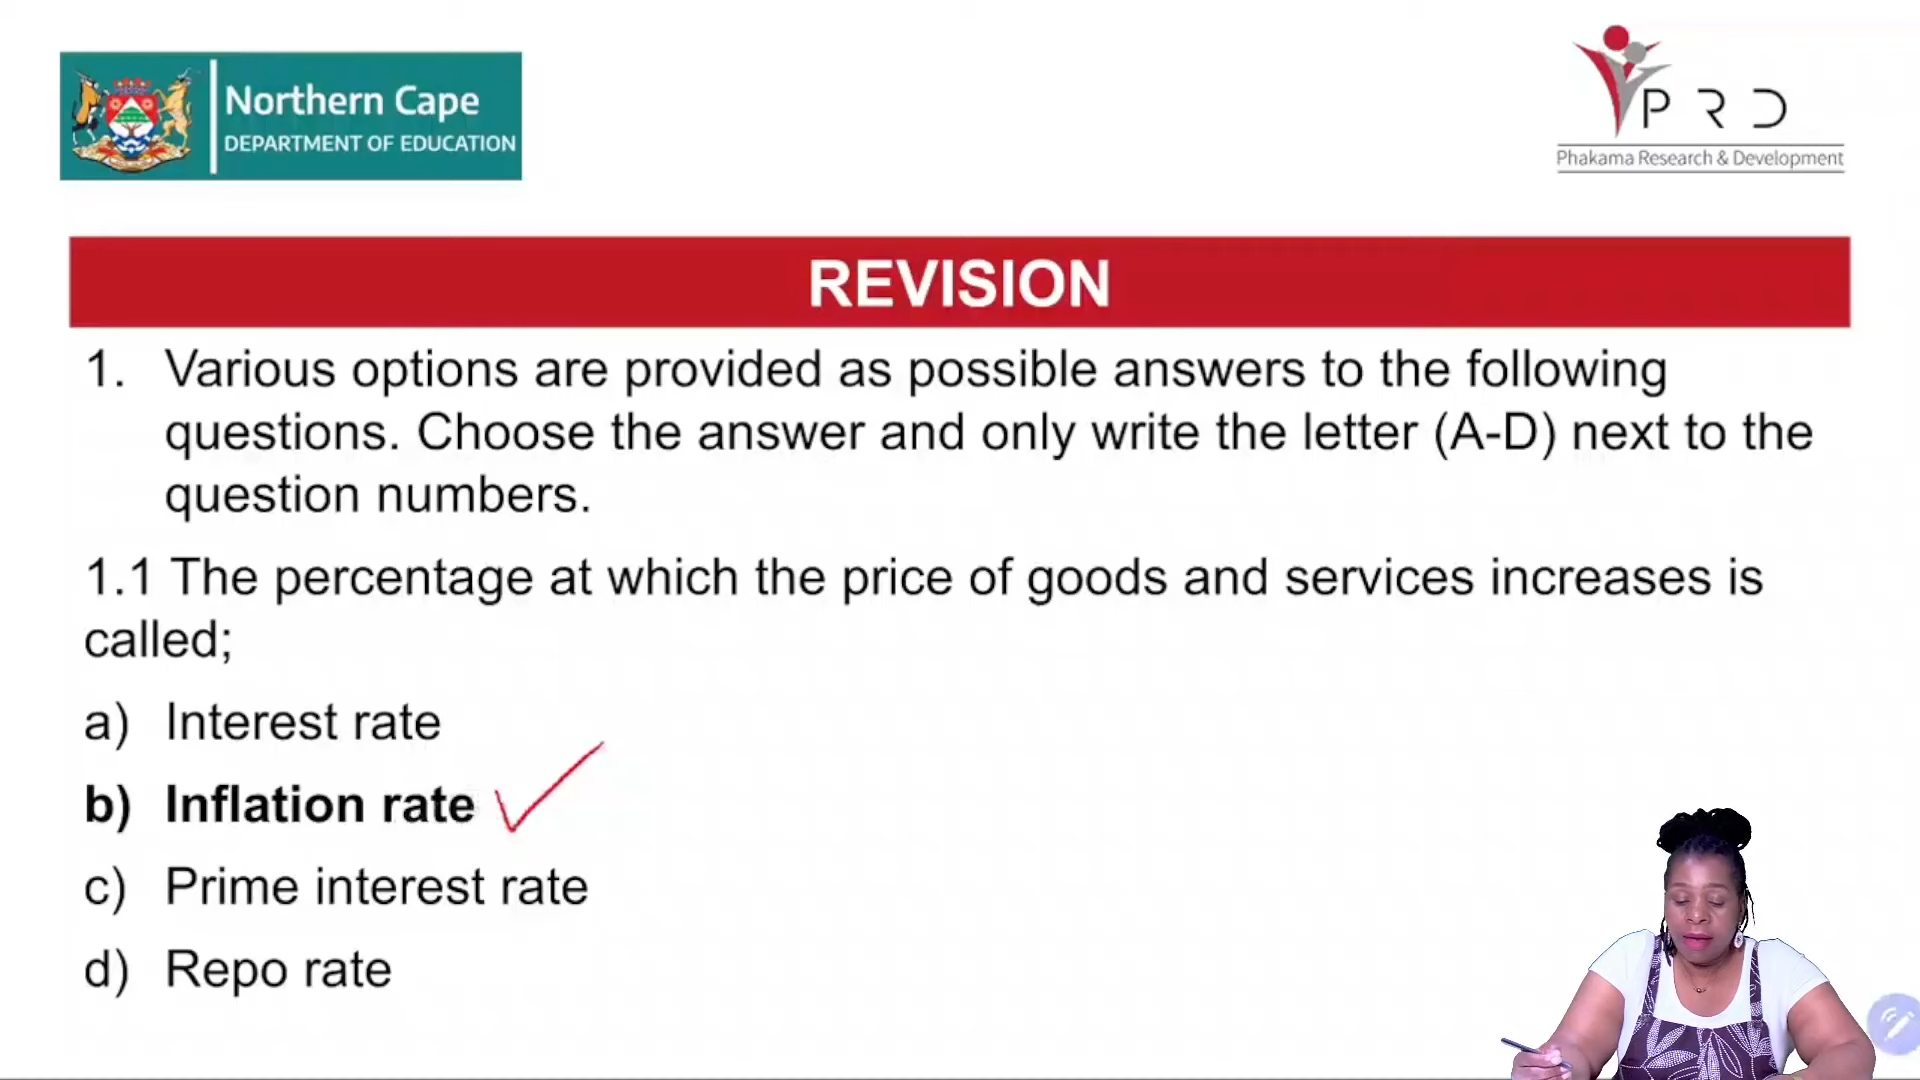 Northern Cape
DEPARTMENT OF EDUCATION
PRD
Phakama Research & Development
REVISION
1. Various options are provided as possible answers to the following
questions. Choose the answer and only write the letter (A-D) next to the
question numbers.
1.1 The percentage at which the price of goods and services increases is
called;
a) Interest rate
b) Inflation rate
c) Prime interest rate
d) Repo rate